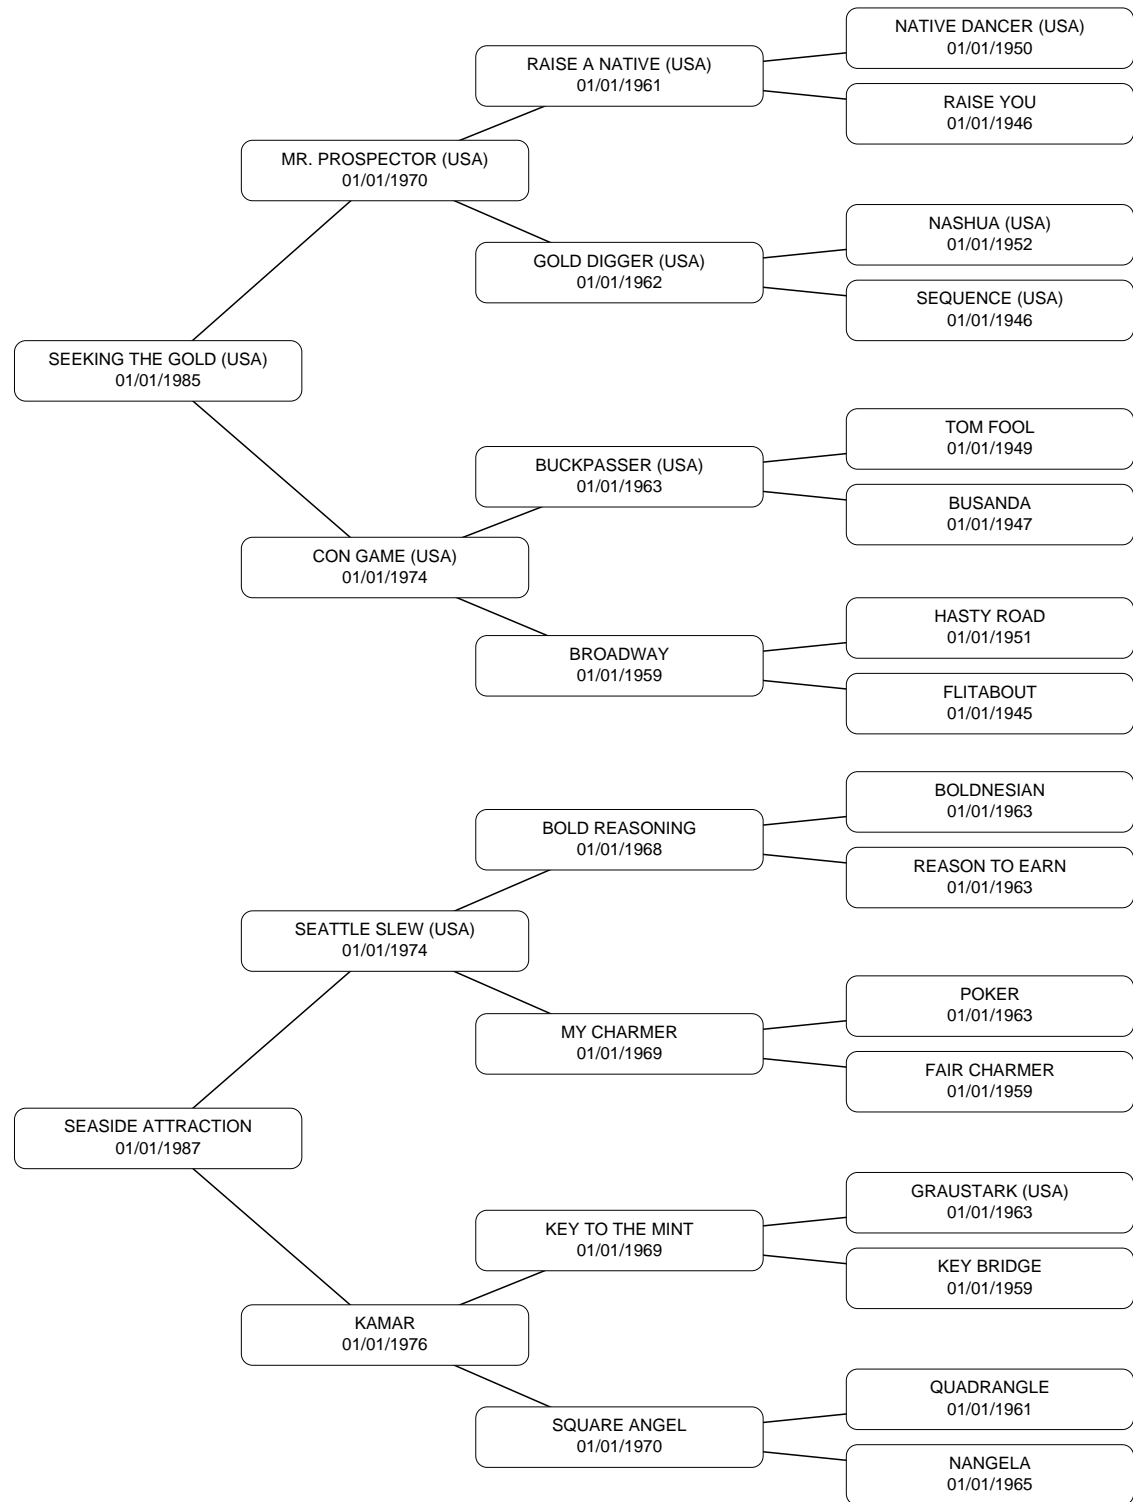 NATIVE DANCER (USA)
01/01/1950
RAISE A NATIVE (USA)
01/01/1961
RAISE YOU
01/01/1946
MR. PROSPECTOR (USA)
01/01/1970
NASHUA (USA)
01/01/1952
GOLD DIGGER (USA)
01/01/1962
SEQUENCE (USA)
01/01/1946
SEEKING THE GOLD (USA)
01/01/1985
TOM FOOL
01/01/1949
BUCKPASSER (USA)
01/01/1963
BUSANDA
01/01/1947
CON GAME (USA)
01/01/1974
HASTY ROAD
01/01/1951
BROADWAY
01/01/1959
FLITABOUT
01/01/1945
BOLDNESIAN
01/01/1963
BOLD REASONING
01/01/1968
REASON TO EARN
01/01/1963
SEATTLE SLEW (USA)
01/01/1974
POKER
01/01/1963
MY CHARMER
01/01/1969
FAIR CHARMER
01/01/1959
SEASIDE ATTRACTION
01/01/1987
GRAUSTARK (USA)
01/01/1963
KEY TO THE MINT
01/01/1969
KEY BRIDGE
01/01/1959
KAMAR
01/01/1976
QUADRANGLE
01/01/1961
SQUARE ANGEL
01/01/1970
NANGELA
01/01/1965